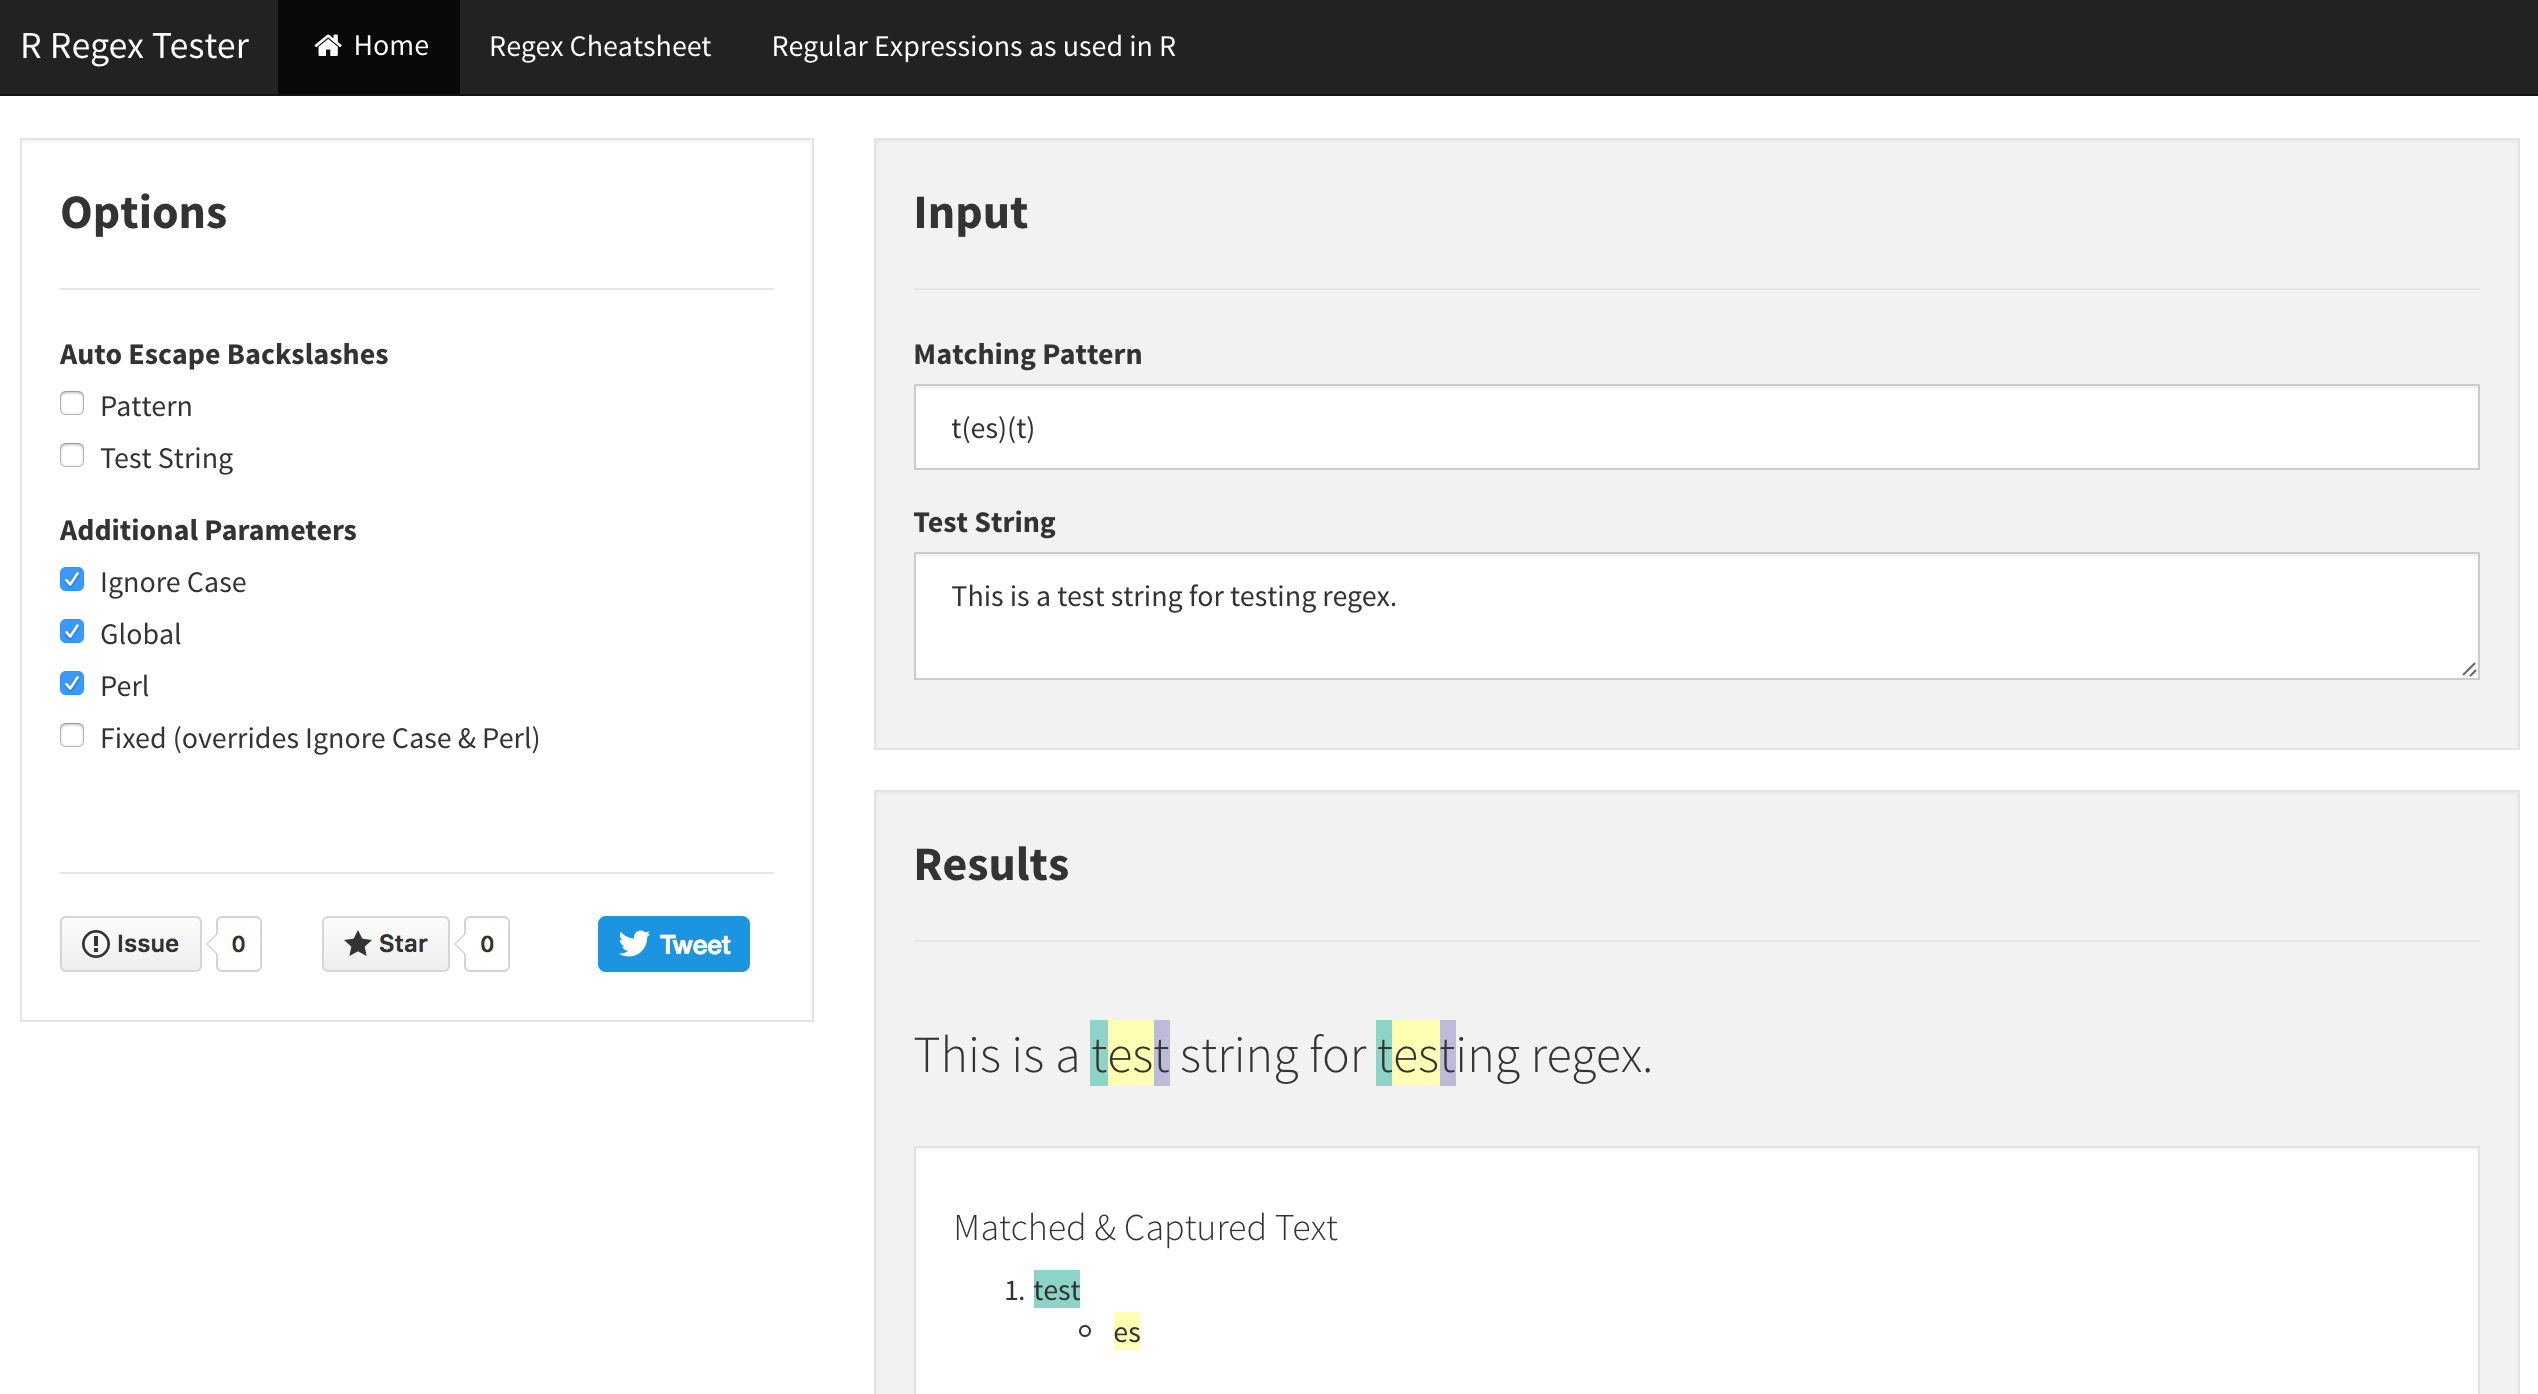 R Regex Tester Home Regex Cheatsheet Regular Expressions as used in R
Options
Auto Escape Backslashes
Pattern
Test String
Additional Parameters
Ignore Case
Global
Perl
Fixed (overrides Ignore Case & Perl)
Issue 0 Star 0 Tweet
Input
Matching Pattern
t(es)(t)
Test String
This is a test string for testing regex.
Results
This is a test string for testing regex.
Matched & Captured Text
1. test
es